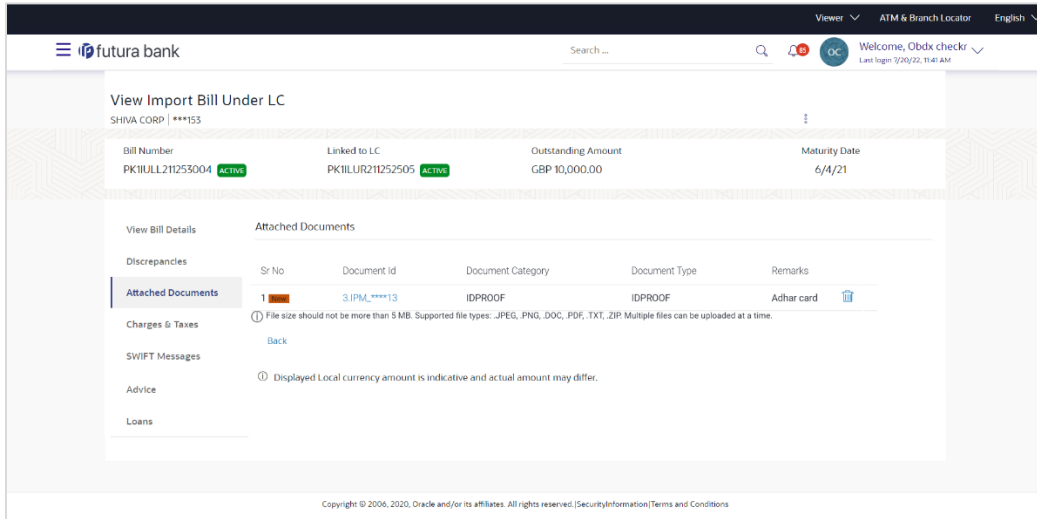 Viewer ATM & Branch Locator English
futura bank Search ... 85 OC Welcome, Obdx checkr
Last login 7/20/22, 11:41 AM
View Import Bill Under LC
SHIVA CORP | ***153
Bill Number Linked to LC Outstanding Amount Maturity Date
PK1IULL211253004 ACTIVE PK1ILUR211252505 ACTIVE GBP 10,000.00 6/4/21
View Bill Details
Discrepancies
Attached Documents
Charges & Taxes
SWIFT Messages
Advice
Loans
Attached Documents
Sr No Document Id Document Category Document Type Remarks
1 New 3.IPM_****13 IDPROOF IDPROOF Adhar card
File size should not be more than 5 MB. Supported file types: .JPEG, .PNG, .DOC, .PDF, .TXT, .ZIP. Multiple files can be uploaded at a time.
Back
Displayed Local currency amount is indicative and actual amount may differ.
Copyright © 2006, 2020, Oracle and/or its affiliates. All rights reserved.|SecurityInformation|Terms and Conditions